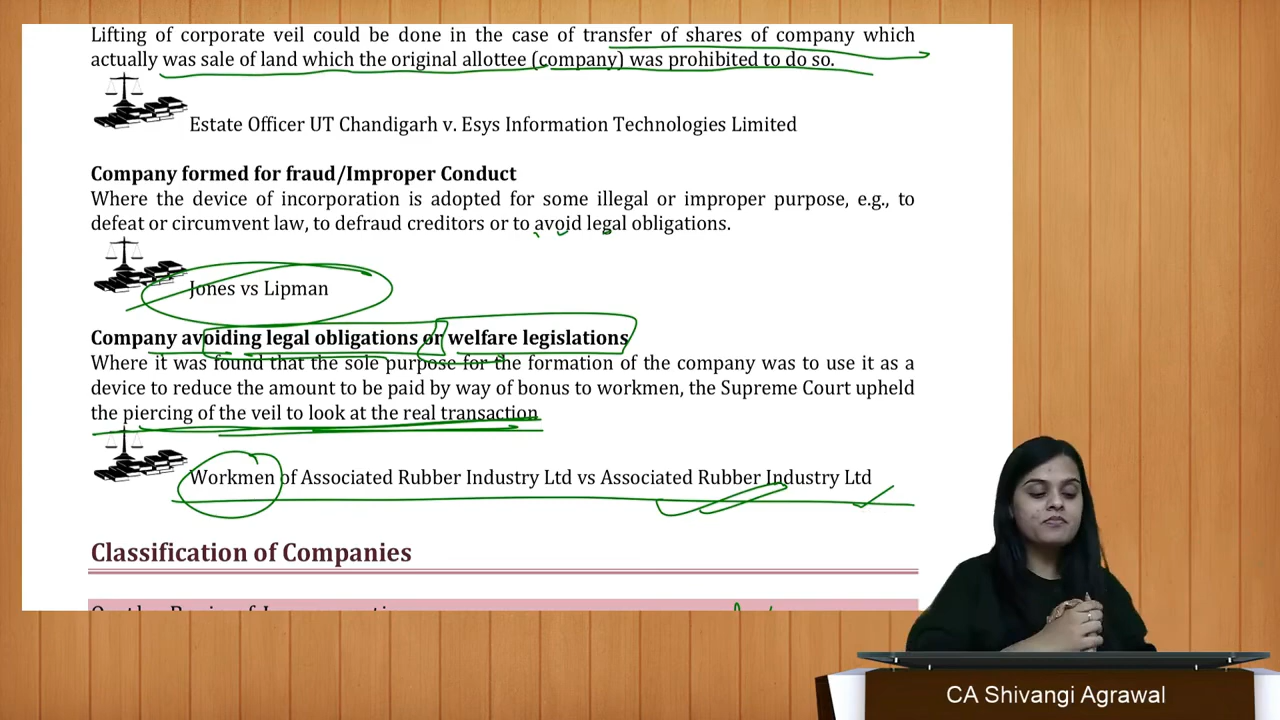 Lifting of corporate veil could be done in the case of transfer of shares of company which
actually was sale of land which the original allottee (company) was prohibited to do so.
Estate Officer UT Chandigarh v. Esys Information Technologies Limited
Company formed for fraud/Improper Conduct
Where the device of incorporation is adopted for some illegal or improper purpose, e.g., to
defeat or circumvent law, to defraud creditors or to avoid legal obligations.
Jones vs Lipman
Company avoiding legal obligations or welfare legislations
Where it was found that the sole purpose for the formation of the company was to use it as a
device to reduce the amount to be paid by way of bonus to workmen, the Supreme Court upheld
the piercing of the veil to look at the real transaction
Workmen of Associated Rubber Industry Ltd vs Associated Rubber Industry Ltd
Classification of Companies
CA Shivangi Agrawal